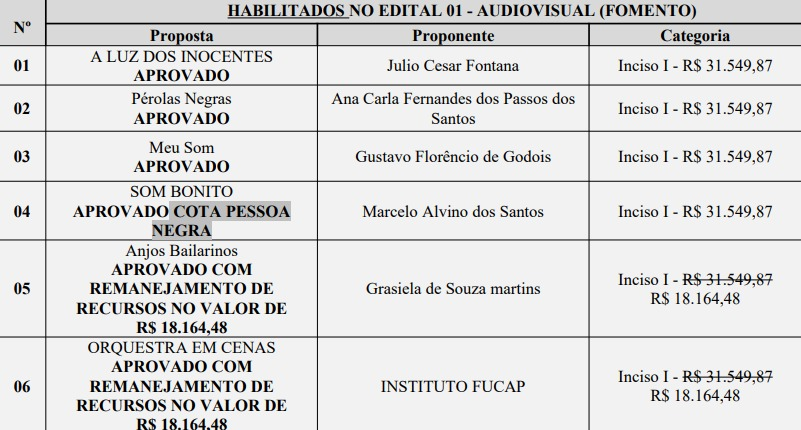 HABILITADOS NO EDITAL 01 - AUDIOVISUAL (FOMENTO)
Nº
Proposta
Proponente
Categoria
01
A LUZ DOS INOCENTES
APROVADO
Julio Cesar Fontana
Inciso I - R$ 31.549,87
02
Pérolas Negras
APROVADO
Ana Carla Fernandes dos Passos dos
Santos
Inciso I - R$ 31.549,87
03
Meu Som
APROVADO
Gustavo Florêncio de Godois
Inciso I - R$ 31.549,87
04
SOM BONITO
APROVADO COTA PESSOA
NEGRA
Marcelo Alvino dos Santos
Inciso I - R$ 31.549,87
05
Anjos Bailarinos
APROVADO COM
REMANEJAMENTO DE
RECURSOS NO VALOR DE
R$ 18.164,48
Grasiela de Souza martins
Inciso I - R$ 31.549,87
R$ 18.164,48
06
ORQUESTRA EM CENAS
APROVADO COM
REMANEJAMENTO DE
RECURSOS NO VALOR DE
R$ 18.164,48
INSTITUTO FUCAP
Inciso I - R$ 31.549,87
R$ 18.164,48